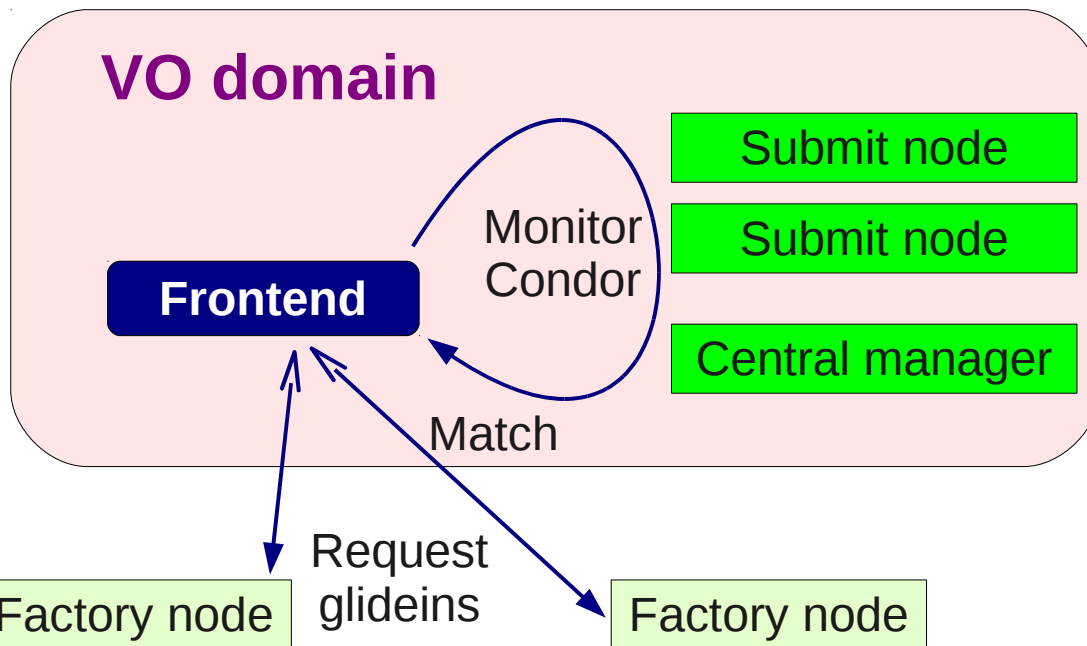 VO domain
Submit node
Monitor
Condor
Submit node
Frontend
Central manager
Match
Request
glideins
Factory node
Factory node